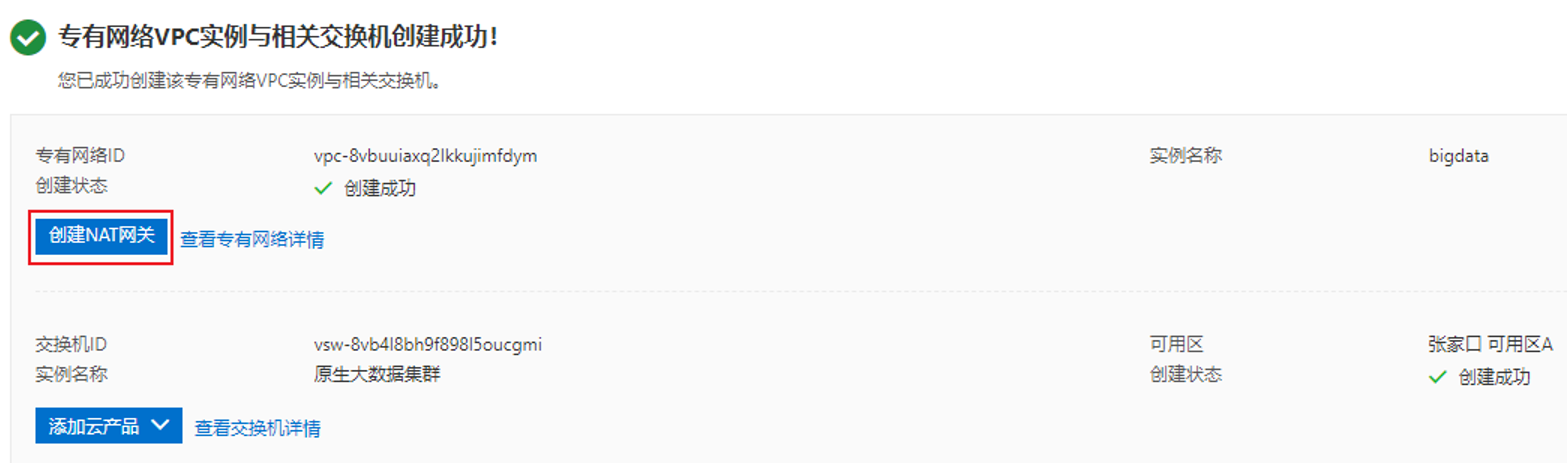 专有网络VPC实例与相关交换机创建成功!
您已成功创建该专有网络VPC实例与相关交换机。
专有网络ID vpc-8vbuuiaxq2lkkujimfdym 实例名称 bigdata
创建状态 创建成功
创建NAT网关 查看专有网络详情
交换机ID vsw-8vb4l8bh9f898l5oucgmi 可用区 张家口 可用区A
实例名称 原生大数据集群 创建状态 创建成功
添加云产品 查看交换机详情